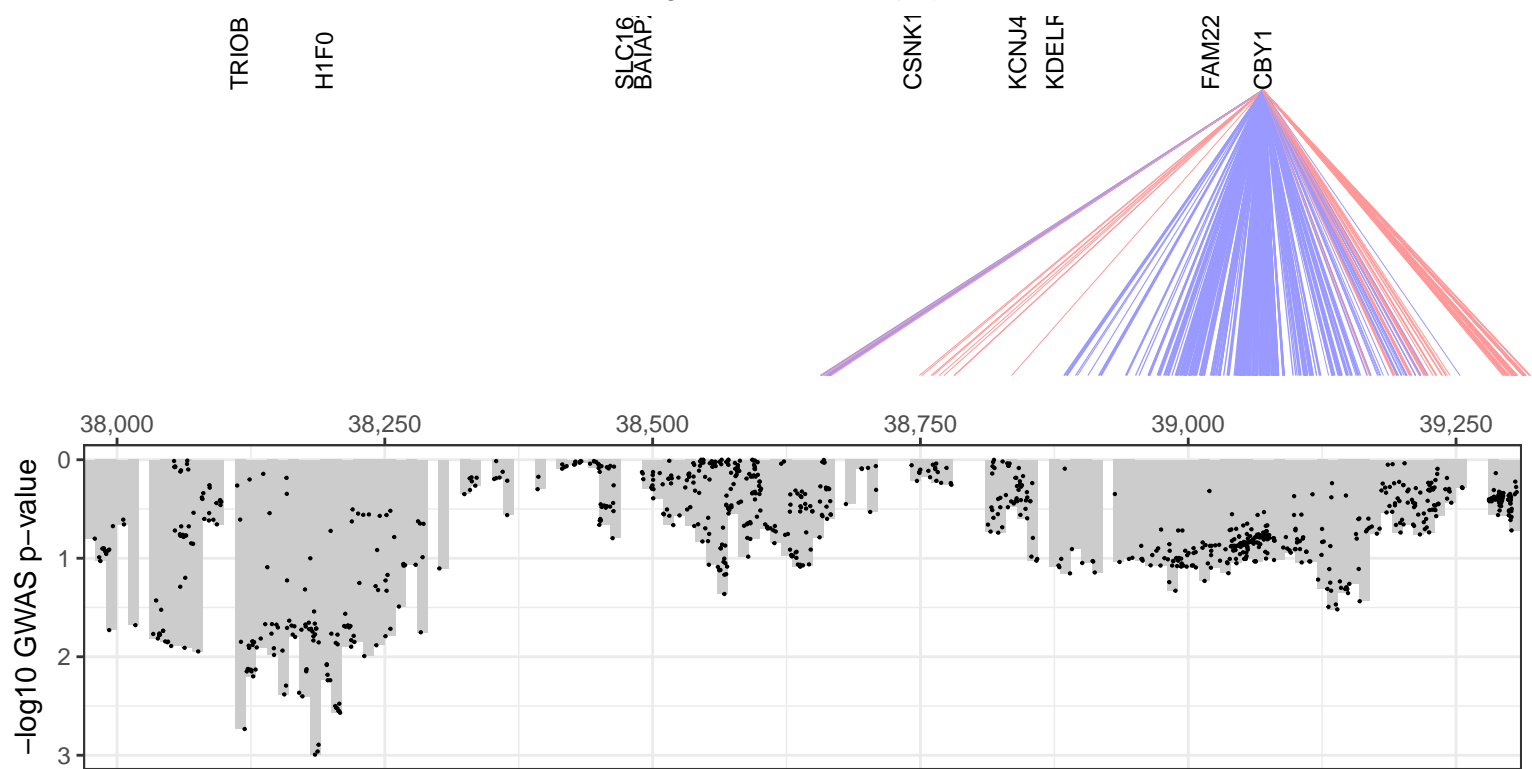 TRIOB
H1F0
SLC16
BAIAP
CSNK1
KCNJ4
KDELR
FAM22
CBY1
38,000 38,250 38,500 38,750 39,000 39,250
−log10 GWAS p−value
0
1
2
3